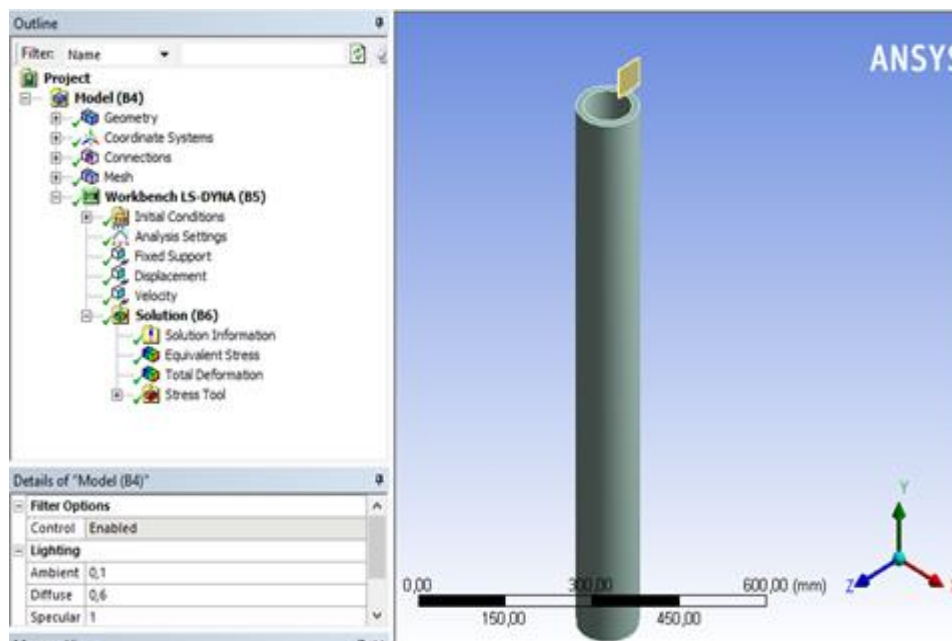 Outline
Filter: Name
Project
Model (B4)
Geometry
Coordinate Systems
Connections
Mesh
Workbench LS-DYNA (B5)
Initial Conditions
Analysis Settings
Fixed Support
Displacement
Velocity
Solution (B6)
Solution Information
Equivalent Stress
Total Deformation
Stress Tool
Details of "Model (B4)"
Filter Options
Control Enabled
Lighting
Ambient 0,1
Diffuse 0,6
Specular 1
ANSYS
Y
Z
0,00 300,00 600,00 (mm)
150,00 450,00